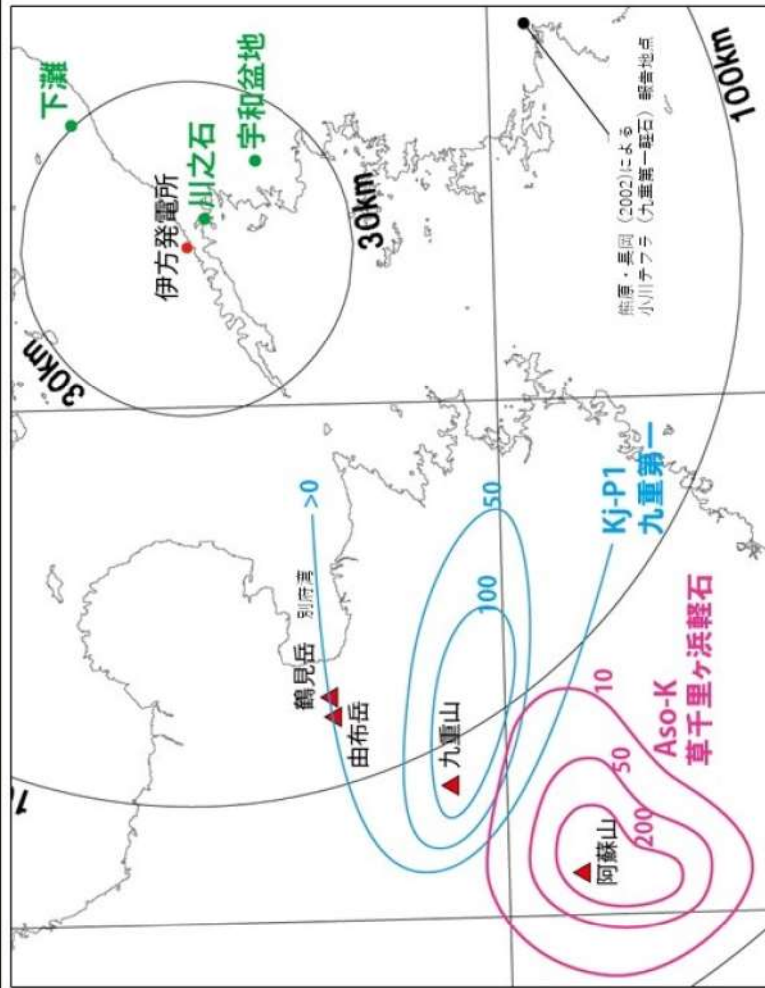 下灘
30km
伊方発電所
川之石
宇和盆地
30km
鶴見岳
別府湾
>0
由布岳
九重山
100
50
熊原・長岡 (2002)による
小川テフラ (九重第一軽石) 報告地点
Kj-P1
九重第一
10
50
200
阿蘇山
Aso-K
草千里ヶ浜軽石
100km